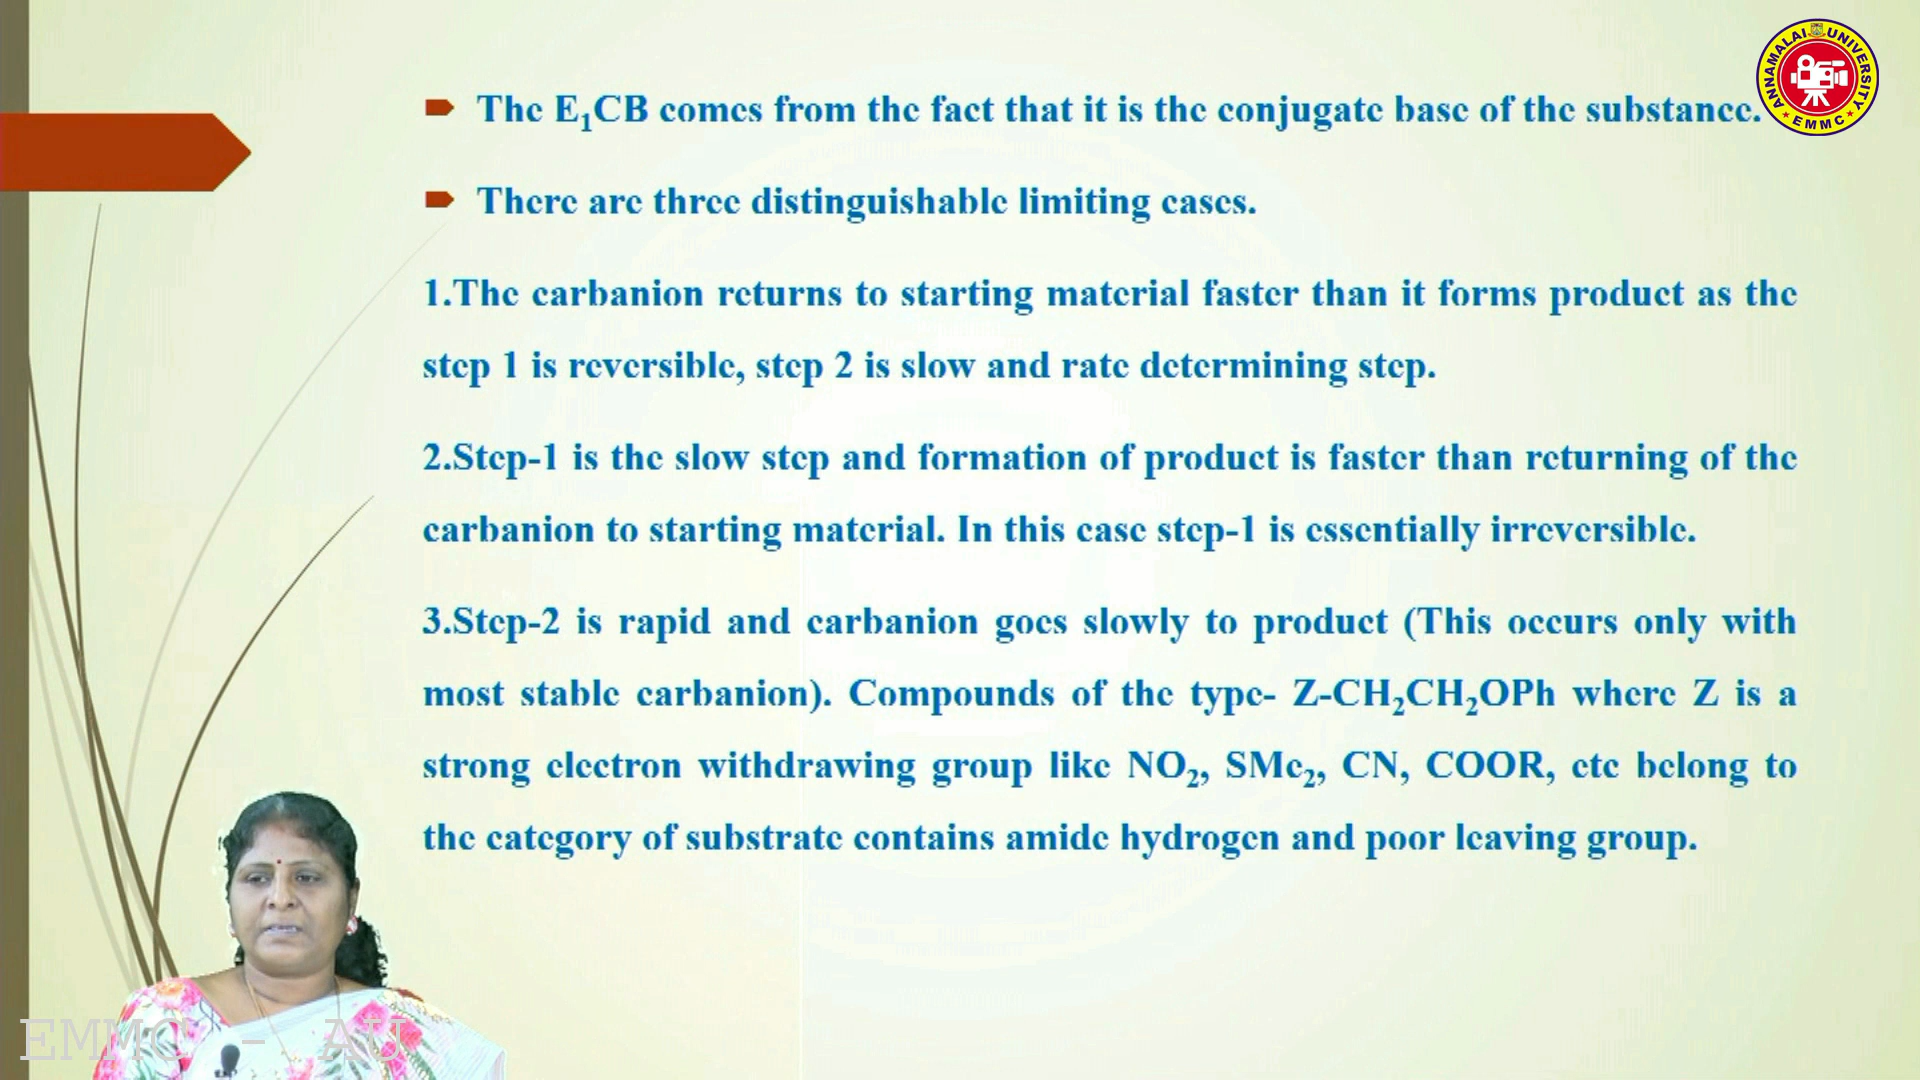 The E₁CB comes from the fact that it is the conjugate base of the substance.
ANNAMALAI UNIVERSITY
EMMC
There are three distinguishable limiting cases.
1.The carbanion returns to starting material faster than it forms product as the
step 1 is reversible, step 2 is slow and rate determining step.
2.Step-1 is the slow step and formation of product is faster than returning of the
carbanion to starting material. In this case step-1 is essentially irreversible.
3.Step-2 is rapid and carbanion goes slowly to product (This occurs only with
most stable carbanion). Compounds of the type- Z-CH₂CH₂OPh where Z is a
strong electron withdrawing group like NO₂, SMe₂, CN, COOR, etc belong to
the category of substrate contains amide hydrogen and poor leaving group.
EMMC - AU